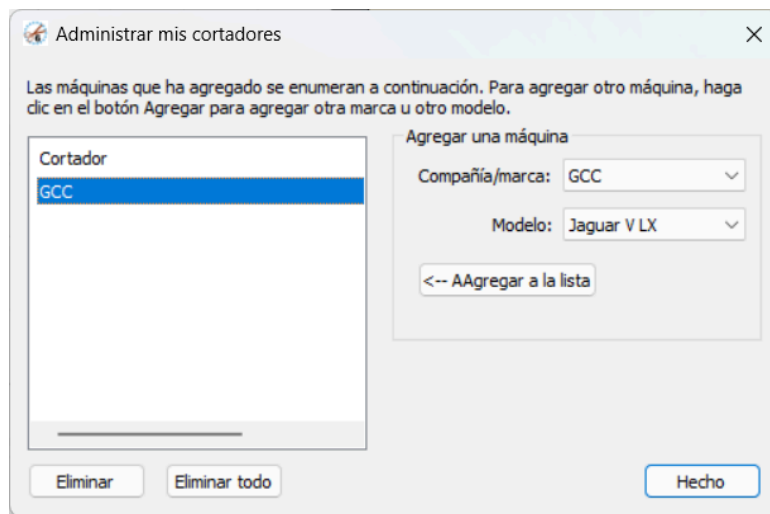 Administrar mis cortadores
Las máquinas que ha agregado se enumeran a continuación. Para agregar otro máquina, haga
clic en el botón Agregar para agregar otra marca u otro modelo.
Cortador
GCC
Agregar una máquina
Compañía/marca: GCC
Modelo: Jaguar V LX
<-- AAgregar a la lista
Eliminar
Eliminar todo
Hecho